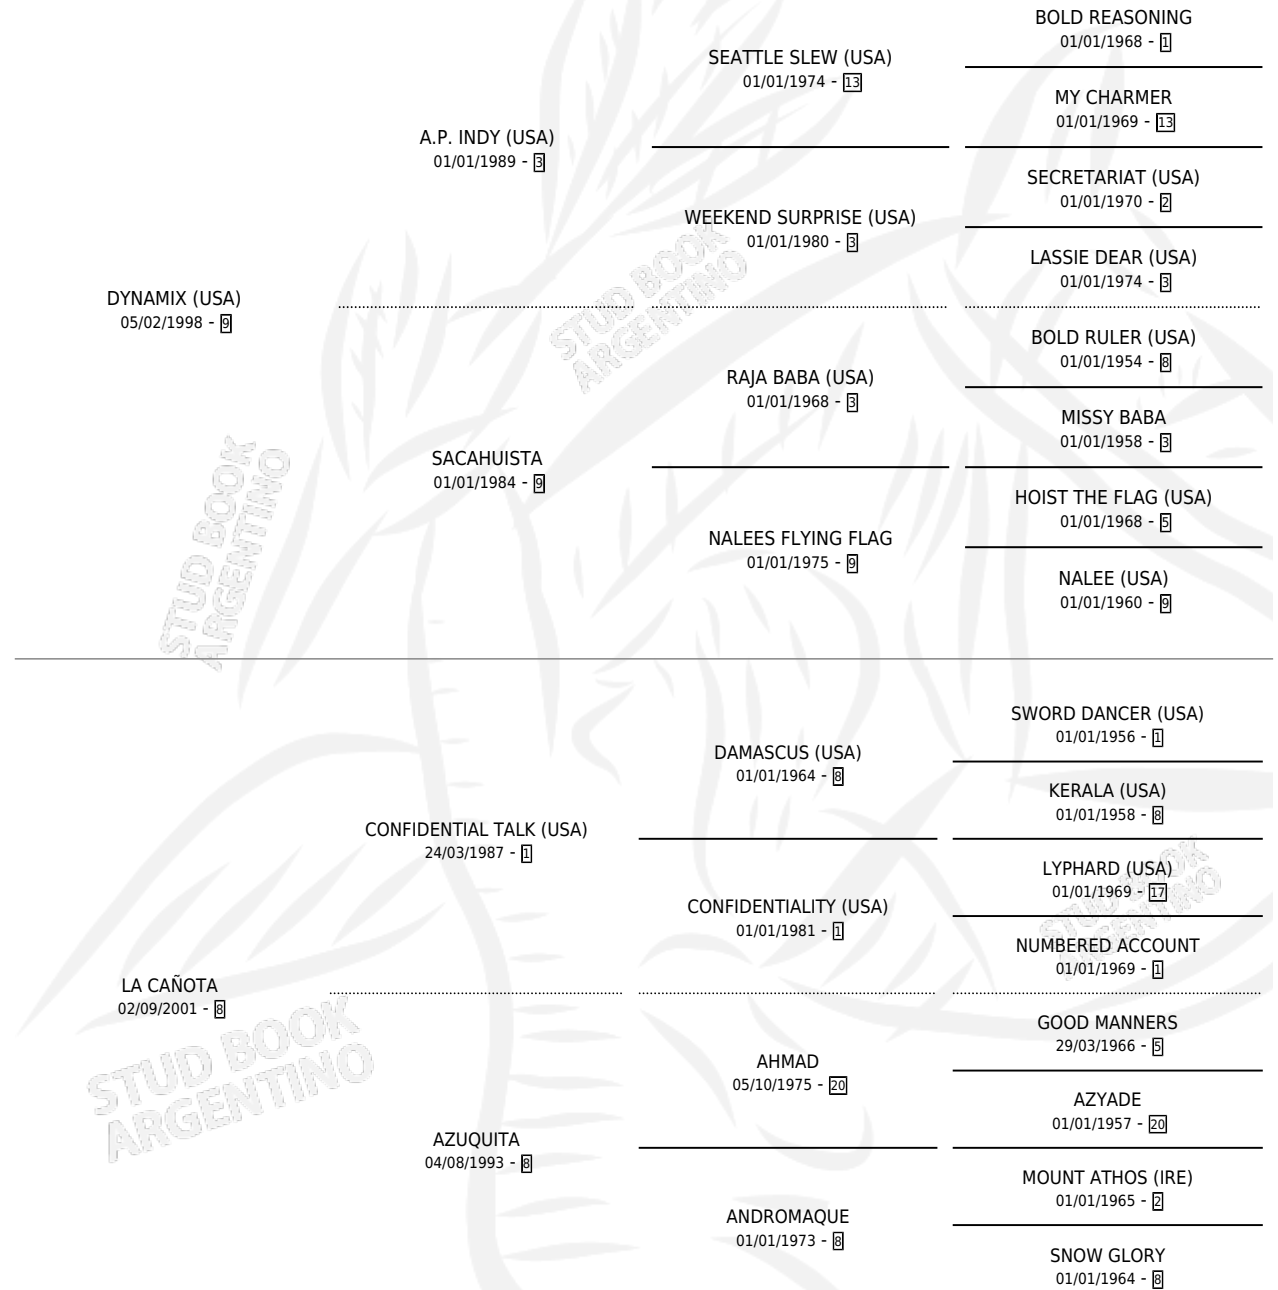 BOLD REASONING
01/01/1968 - 1
SEATTLE SLEW (USA)
01/01/1974 - 13
MY CHARMER
01/01/1969 - 13
A.P. INDY (USA)
01/01/1989 - 3
SECRETARIAT (USA)
01/01/1970 - 2
WEEKEND SURPRISE (USA)
01/01/1980 - 3
LASSIE DEAR (USA)
01/01/1974 - 3
DYNAMIX (USA)
05/02/1998 - 9
BOLD RULER (USA)
01/01/1954 - 8
RAJA BABA (USA)
01/01/1968 - 3
MISSY BABA
01/01/1958 - 3
SACAHUISTA
01/01/1984 - 9
HOIST THE FLAG (USA)
01/01/1968 - 5
NALEES FLYING FLAG
01/01/1975 - 9
NALEE (USA)
01/01/1960 - 9
SWORD DANCER (USA)
01/01/1956 - 1
DAMASCUS (USA)
01/01/1964 - 8
KERALA (USA)
01/01/1958 - 8
CONFIDENTIAL TALK (USA)
24/03/1987 - 1
LYPHARD (USA)
01/01/1969 - 17
CONFIDENTIALITY (USA)
01/01/1981 - 1
NUMBERED ACCOUNT
01/01/1969 - 1
LA CAÑOTA
02/09/2001 - 8
GOOD MANNERS
29/03/1966 - 5
AHMAD
05/10/1975 - 20
AZYADE
01/01/1957 - 20
AZUQUITA
04/08/1993 - 8
MOUNT ATHOS (IRE)
01/01/1965 - 2
ANDROMAQUE
01/01/1973 - 8
SNOW GLORY
01/01/1964 - 8
STUD BOOK
ARGENTINO
STUD BOOK
ARGENTINO
STUD BOOK
ARGENTINO
STUD BOOK
ARGENTINO